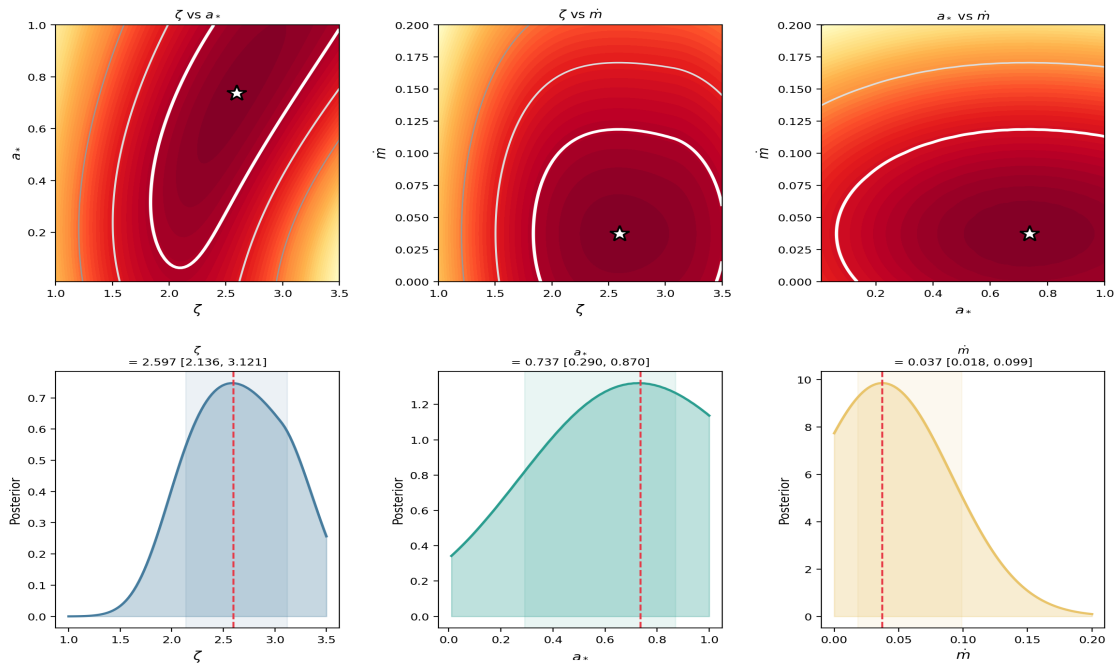 ζ vs a*
ζ vs ṁ
a* vs ṁ
1.0
0.8
0.6
0.4
0.2
a*
1.0 1.5 2.0 2.5 3.0 3.5
ζ
0.200
0.175
0.150
0.125
0.100
0.075
0.050
0.025
0.000
ṁ
1.0 1.5 2.0 2.5 3.0 3.5
ζ
0.200
0.175
0.150
0.125
0.100
0.075
0.050
0.025
0.000
ṁ
0.2 0.4 0.6 0.8 1.0
a*
ζ
= 2.597 [2.136, 3.121]
0.7
0.6
0.5
0.4
0.3
0.2
0.1
0.0
Posterior
1.0 1.5 2.0 2.5 3.0 3.5
ζ
a*
= 0.737 [0.290, 0.870]
1.2
1.0
0.8
0.6
0.4
0.2
0.0
Posterior
0.0 0.2 0.4 0.6 0.8 1.0
a*
ṁ
= 0.037 [0.018, 0.099]
10
8
6
4
2
0
Posterior
0.00 0.05 0.10 0.15 0.20
ṁ